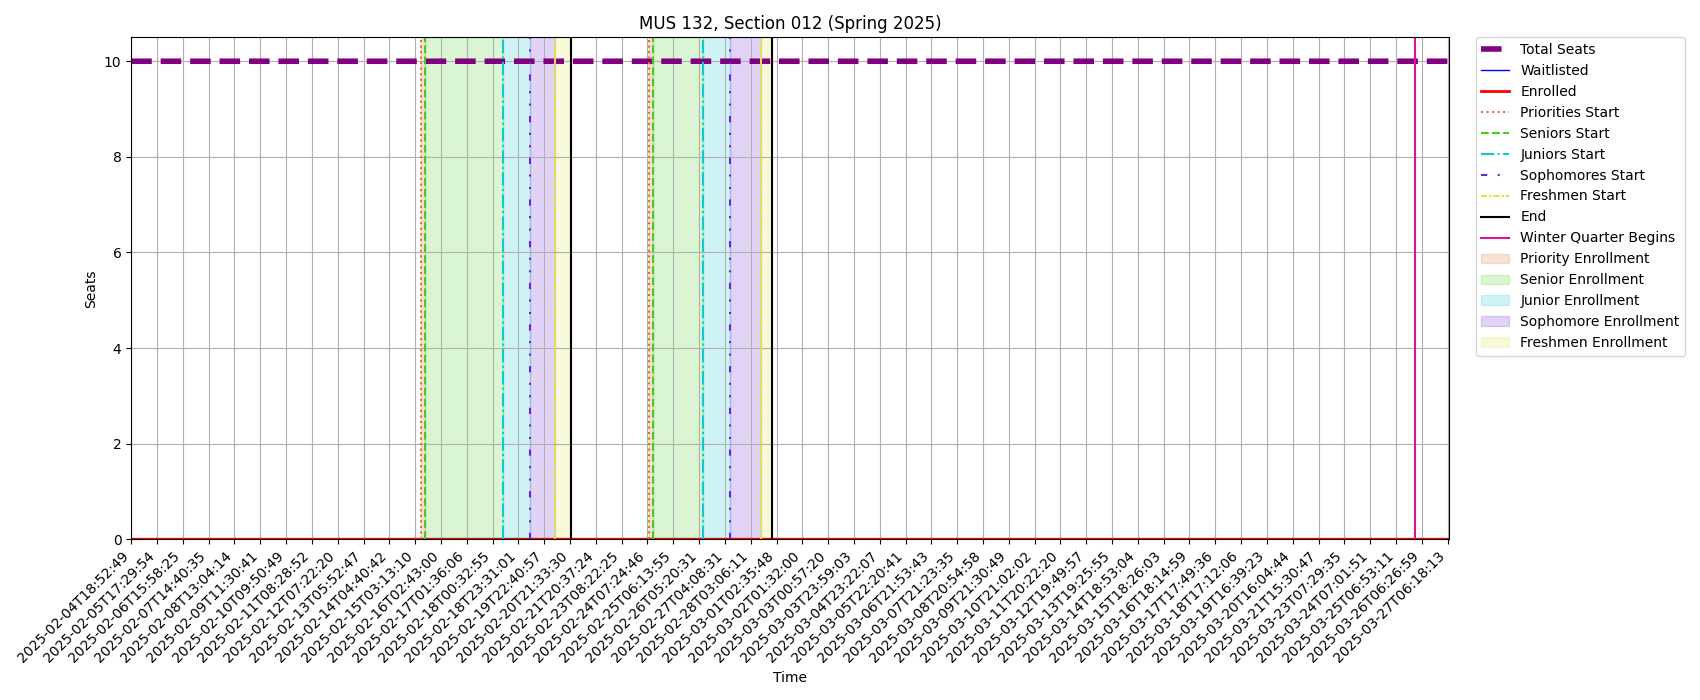 MUS 132, Section 012 (Spring 2025)
10
8
6
4
2
0
Seats
2025-02-04T18:52:49
2025-02-05T17:29:54
2025-02-06T15:58:25
2025-02-07T14:40:35
2025-02-08T13:04:14
2025-02-09T11:30:41
2025-02-10T09:50:49
2025-02-11T08:28:52
2025-02-12T07:22:20
2025-02-13T05:52:47
2025-02-14T04:40:42
2025-02-15T03:13:10
2025-02-16T02:43:00
2025-02-17T01:36:06
2025-02-18T00:32:55
2025-02-18T23:31:01
2025-02-19T22:40:57
2025-02-20T21:33:30
2025-02-21T20:37:24
2025-02-23T08:22:25
2025-02-24T07:24:46
2025-02-25T06:13:55
2025-02-26T05:20:31
2025-02-27T04:08:31
2025-02-28T03:06:11
2025-03-01T02:35:48
2025-03-02T01:32:00
2025-03-03T00:57:20
2025-03-03T23:59:03
2025-03-04T23:22:07
2025-03-05T22:20:41
2025-03-06T21:53:43
2025-03-07T21:23:35
2025-03-08T20:54:58
2025-03-09T21:30:49
2025-03-10T21:02:02
2025-03-11T20:22:20
2025-03-12T19:49:57
2025-03-13T19:25:55
2025-03-14T18:53:04
2025-03-15T18:26:03
2025-03-16T18:14:59
2025-03-17T17:49:36
2025-03-18T17:12:06
2025-03-19T16:39:23
2025-03-20T16:04:44
2025-03-21T15:30:47
2025-03-23T07:29:35
2025-03-24T07:01:51
2025-03-25T06:53:11
2025-03-26T06:26:59
2025-03-27T06:18:13
Time
Total Seats
Waitlisted
Enrolled
Priorities Start
Seniors Start
Juniors Start
Sophomores Start
Freshmen Start
End
Winter Quarter Begins
Priority Enrollment
Senior Enrollment
Junior Enrollment
Sophomore Enrollment
Freshmen Enrollment